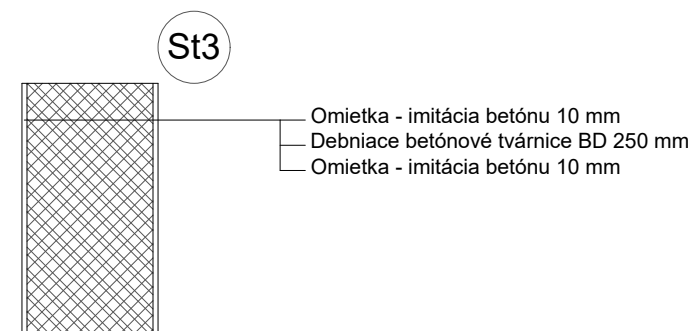 St3
Omietka - imitácia betónu 10 mm
Debniace betónové tvárnice BD 250 mm
Omietka - imitácia betónu 10 mm